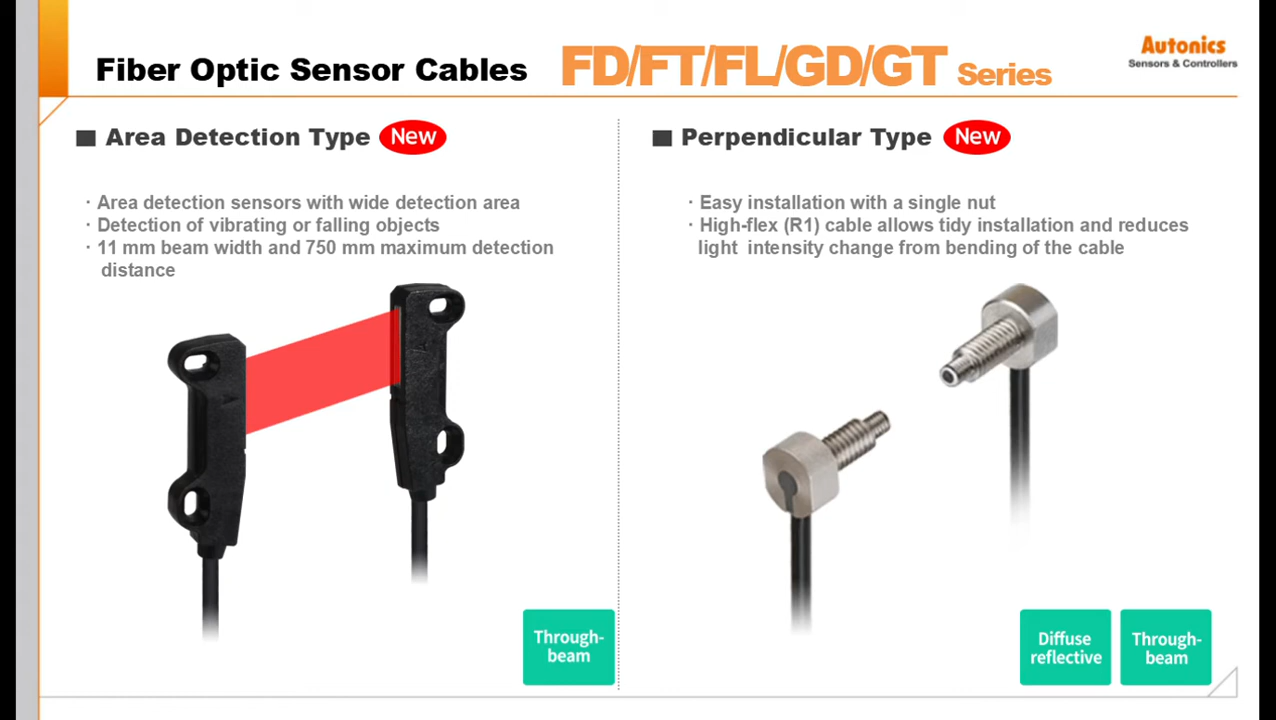 Fiber Optic Sensor Cables FD/FT/FL/GD/GT Series
Autonics
Sensors & Controllers
■ Area Detection Type New
· Area detection sensors with wide detection area
· Detection of vibrating or falling objects
· 11 mm beam width and 750 mm maximum detection
distance
Through-
beam
■ Perpendicular Type New
· Easy installation with a single nut
· High-flex (R1) cable allows tidy installation and reduces
light intensity change from bending of the cable
Diffuse
reflective
Through-
beam